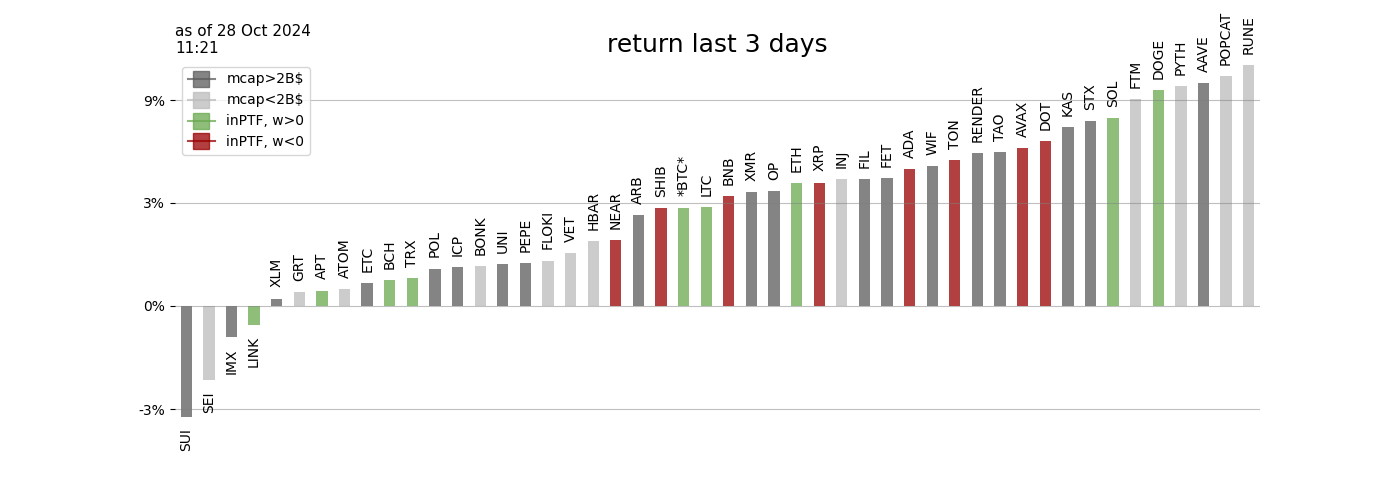 as of 28 Oct 2024
11:21
return last 3 days
mcap>2B$
mcap<2B$
inPTF, w>0
inPTF, w<0
9%
3%
0%
-3%
SUI
SEI
IMX
LINK
XLM
GRT
APT
ATOM
ETC
BCH
TRX
POL
ICP
BONK
UNI
PEPE
FLOKI
VET
HBAR
NEAR
ARB
SHIB
*BTC*
LTC
BNB
XMR
OP
ETH
XRP
INJ
FIL
FET
ADA
WIF
TON
RENDER
TAO
AVAX
DOT
KAS
STX
SOL
FTM
DOGE
PYTH
AAVE
POPCAT
RUNE